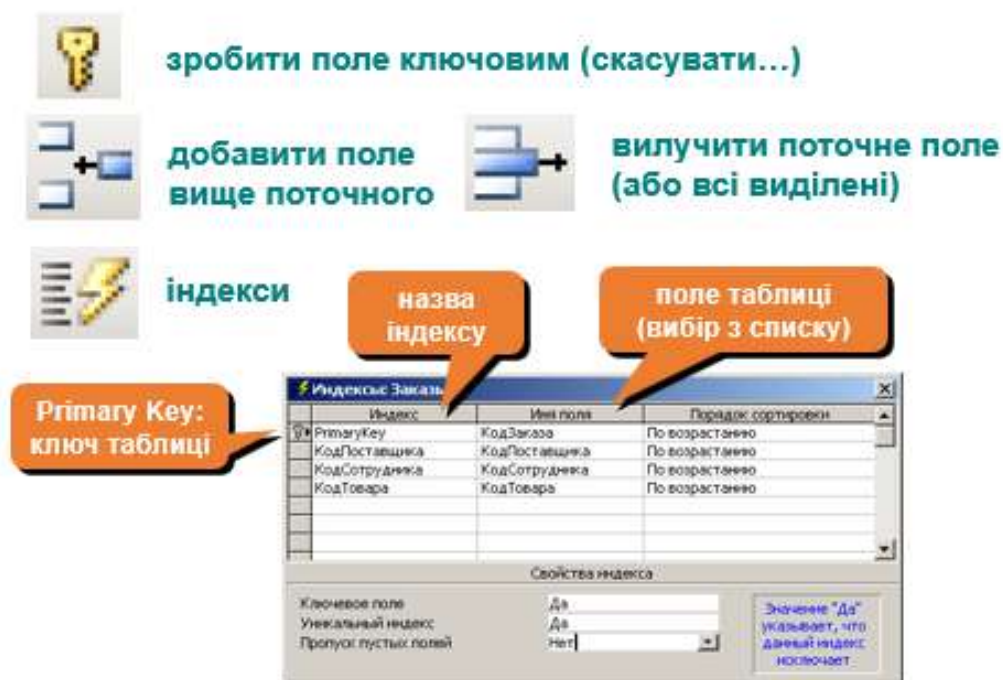 зробити поле ключовим (скасувати...)
добавити поле
вище поточного
вилучити поточне поле
(або всі виділені)
індекси
назва
індексу
поле таблиці
(вибір з списку)
Primary Key:
ключ таблиці
Индексы: Заказы
Индекс Имя поля Порядок сортировки
PrimaryKey КодЗаказа По возрастанию
КодПоставщика КодПоставщика По возрастанию
КодСотрудника КодСотрудника По возрастанию
КодТовара КодТовара По возрастанию
Свойства индекса
Ключевое поле Да
Уникальный индекс Да
Пропуск пустых полей Нет
Значение "Да"
указывает, что
данный индекс
исключает